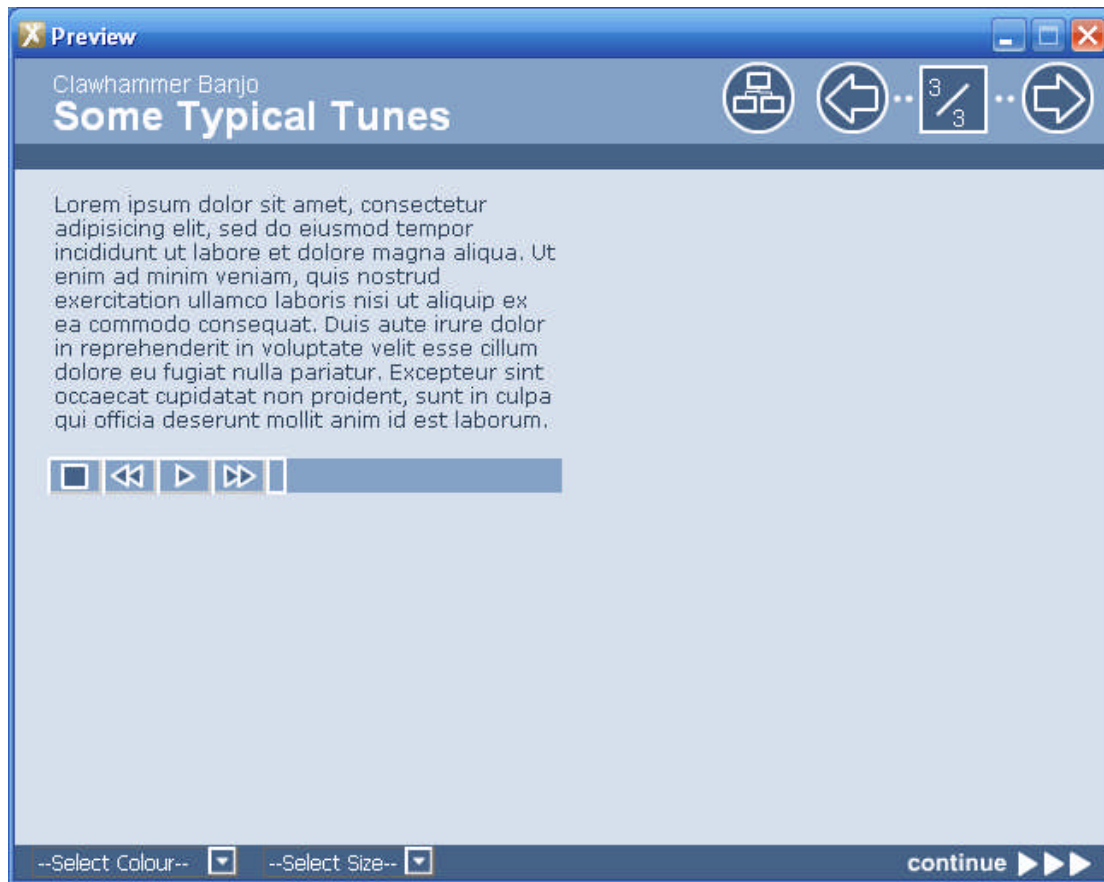 Preview
Clawhammer Banjo
Some Typical Tunes
3/3
Lorem ipsum dolor sit amet, consectetur
adipisicing elit, sed do eiusmod tempor
incididunt ut labore et dolore magna aliqua. Ut
enim ad minim veniam, quis nostrud
exercitation ullamco laboris nisi ut aliquip ex
ea commodo consequat. Duis aute irure dolor
in reprehenderit in voluptate velit esse cillum
dolore eu fugiat nulla pariatur. Excepteur sint
occaecat cupidatat non proident, sunt in culpa
qui officia deserunt mollit anim id est laborum.
--Select Colour-- --Select Size-- continue